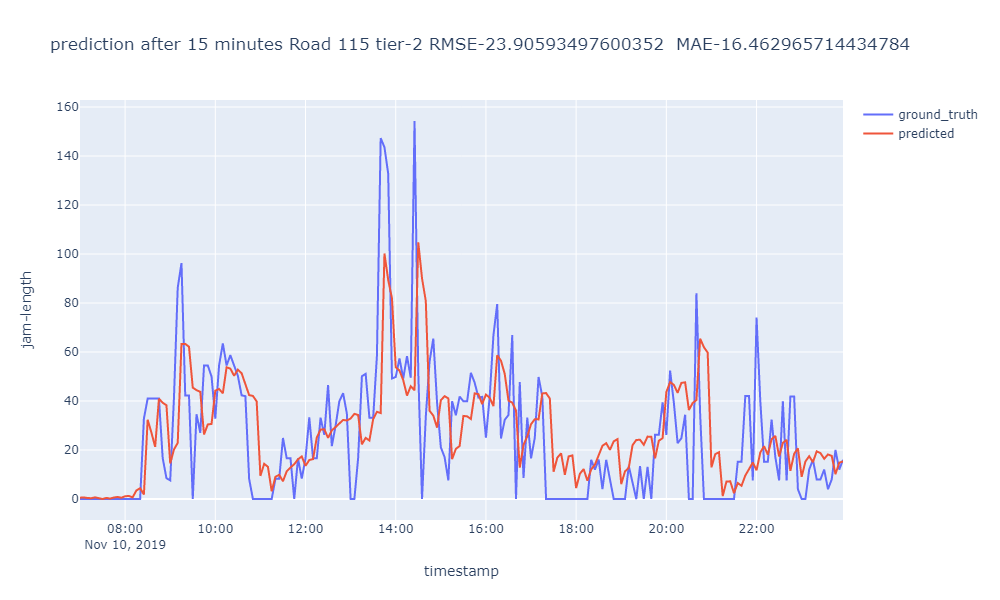 prediction after 15 minutes Road 115 tier-2 RMSE-23.90593497600352  MAE-16.462965714434784
ground_truth
predicted
160
140
120
100
80
60
40
20
0
jam-length
08:00 10:00 12:00 14:00 16:00 18:00 20:00 22:00
Nov 10, 2019
timestamp